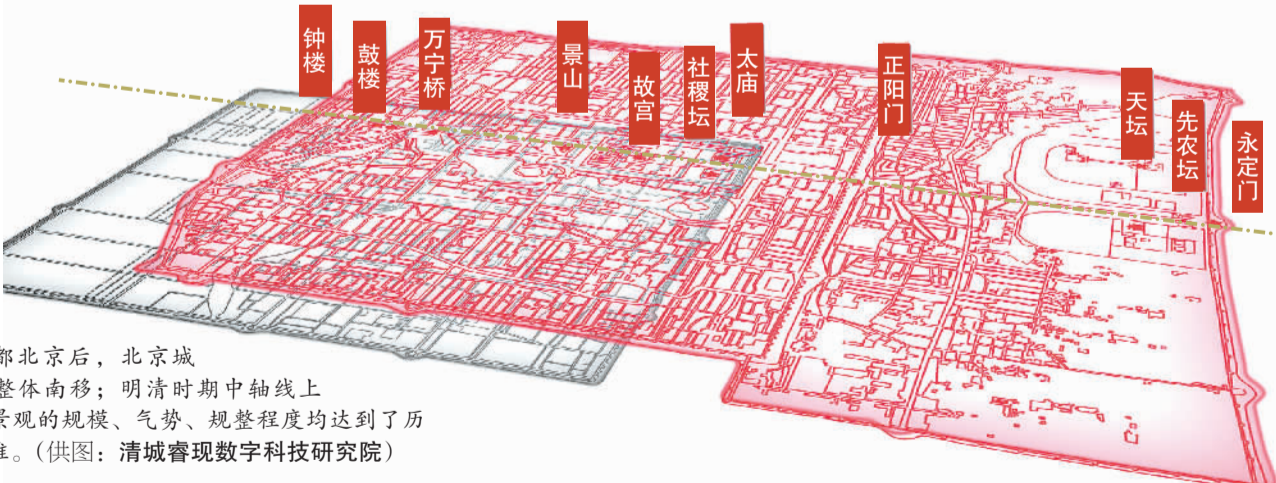 钟楼
鼓楼
万宁桥
景山
故宫
社稷坛
太庙
正阳门
天坛
先农坛
永定门
都北京后，北京城
整体南移；明清时期中轴线上
景观的规模、气势、规整程度均达到了历
。(供图：清城睿现数字科技研究院)